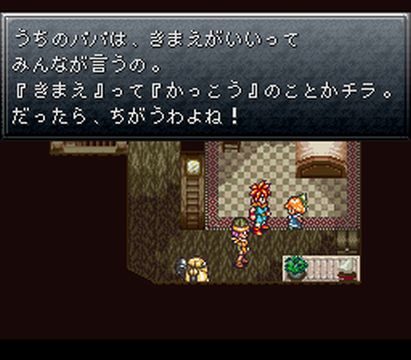 うちのパパは、きまえがいいって
みんなが言うの。
『きまえ』って『かっこう』のことかチラ。
だったら、ちがうわよね！